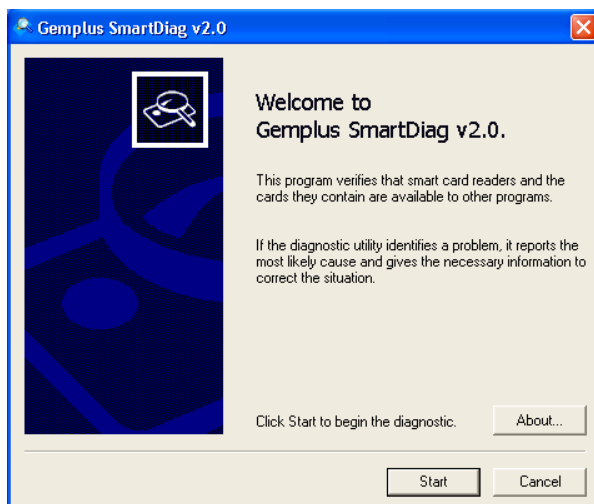 Gemplus SmartDiag v2.0
Welcome to
Gemplus SmartDiag v2.0.
This program verifies that smart card readers and the
cards they contain are available to other programs.
If the diagnostic utility identifies a problem, it reports the
most likely cause and gives the necessary information to
correct the situation.
Click Start to begin the diagnostic.
About...
Start
Cancel